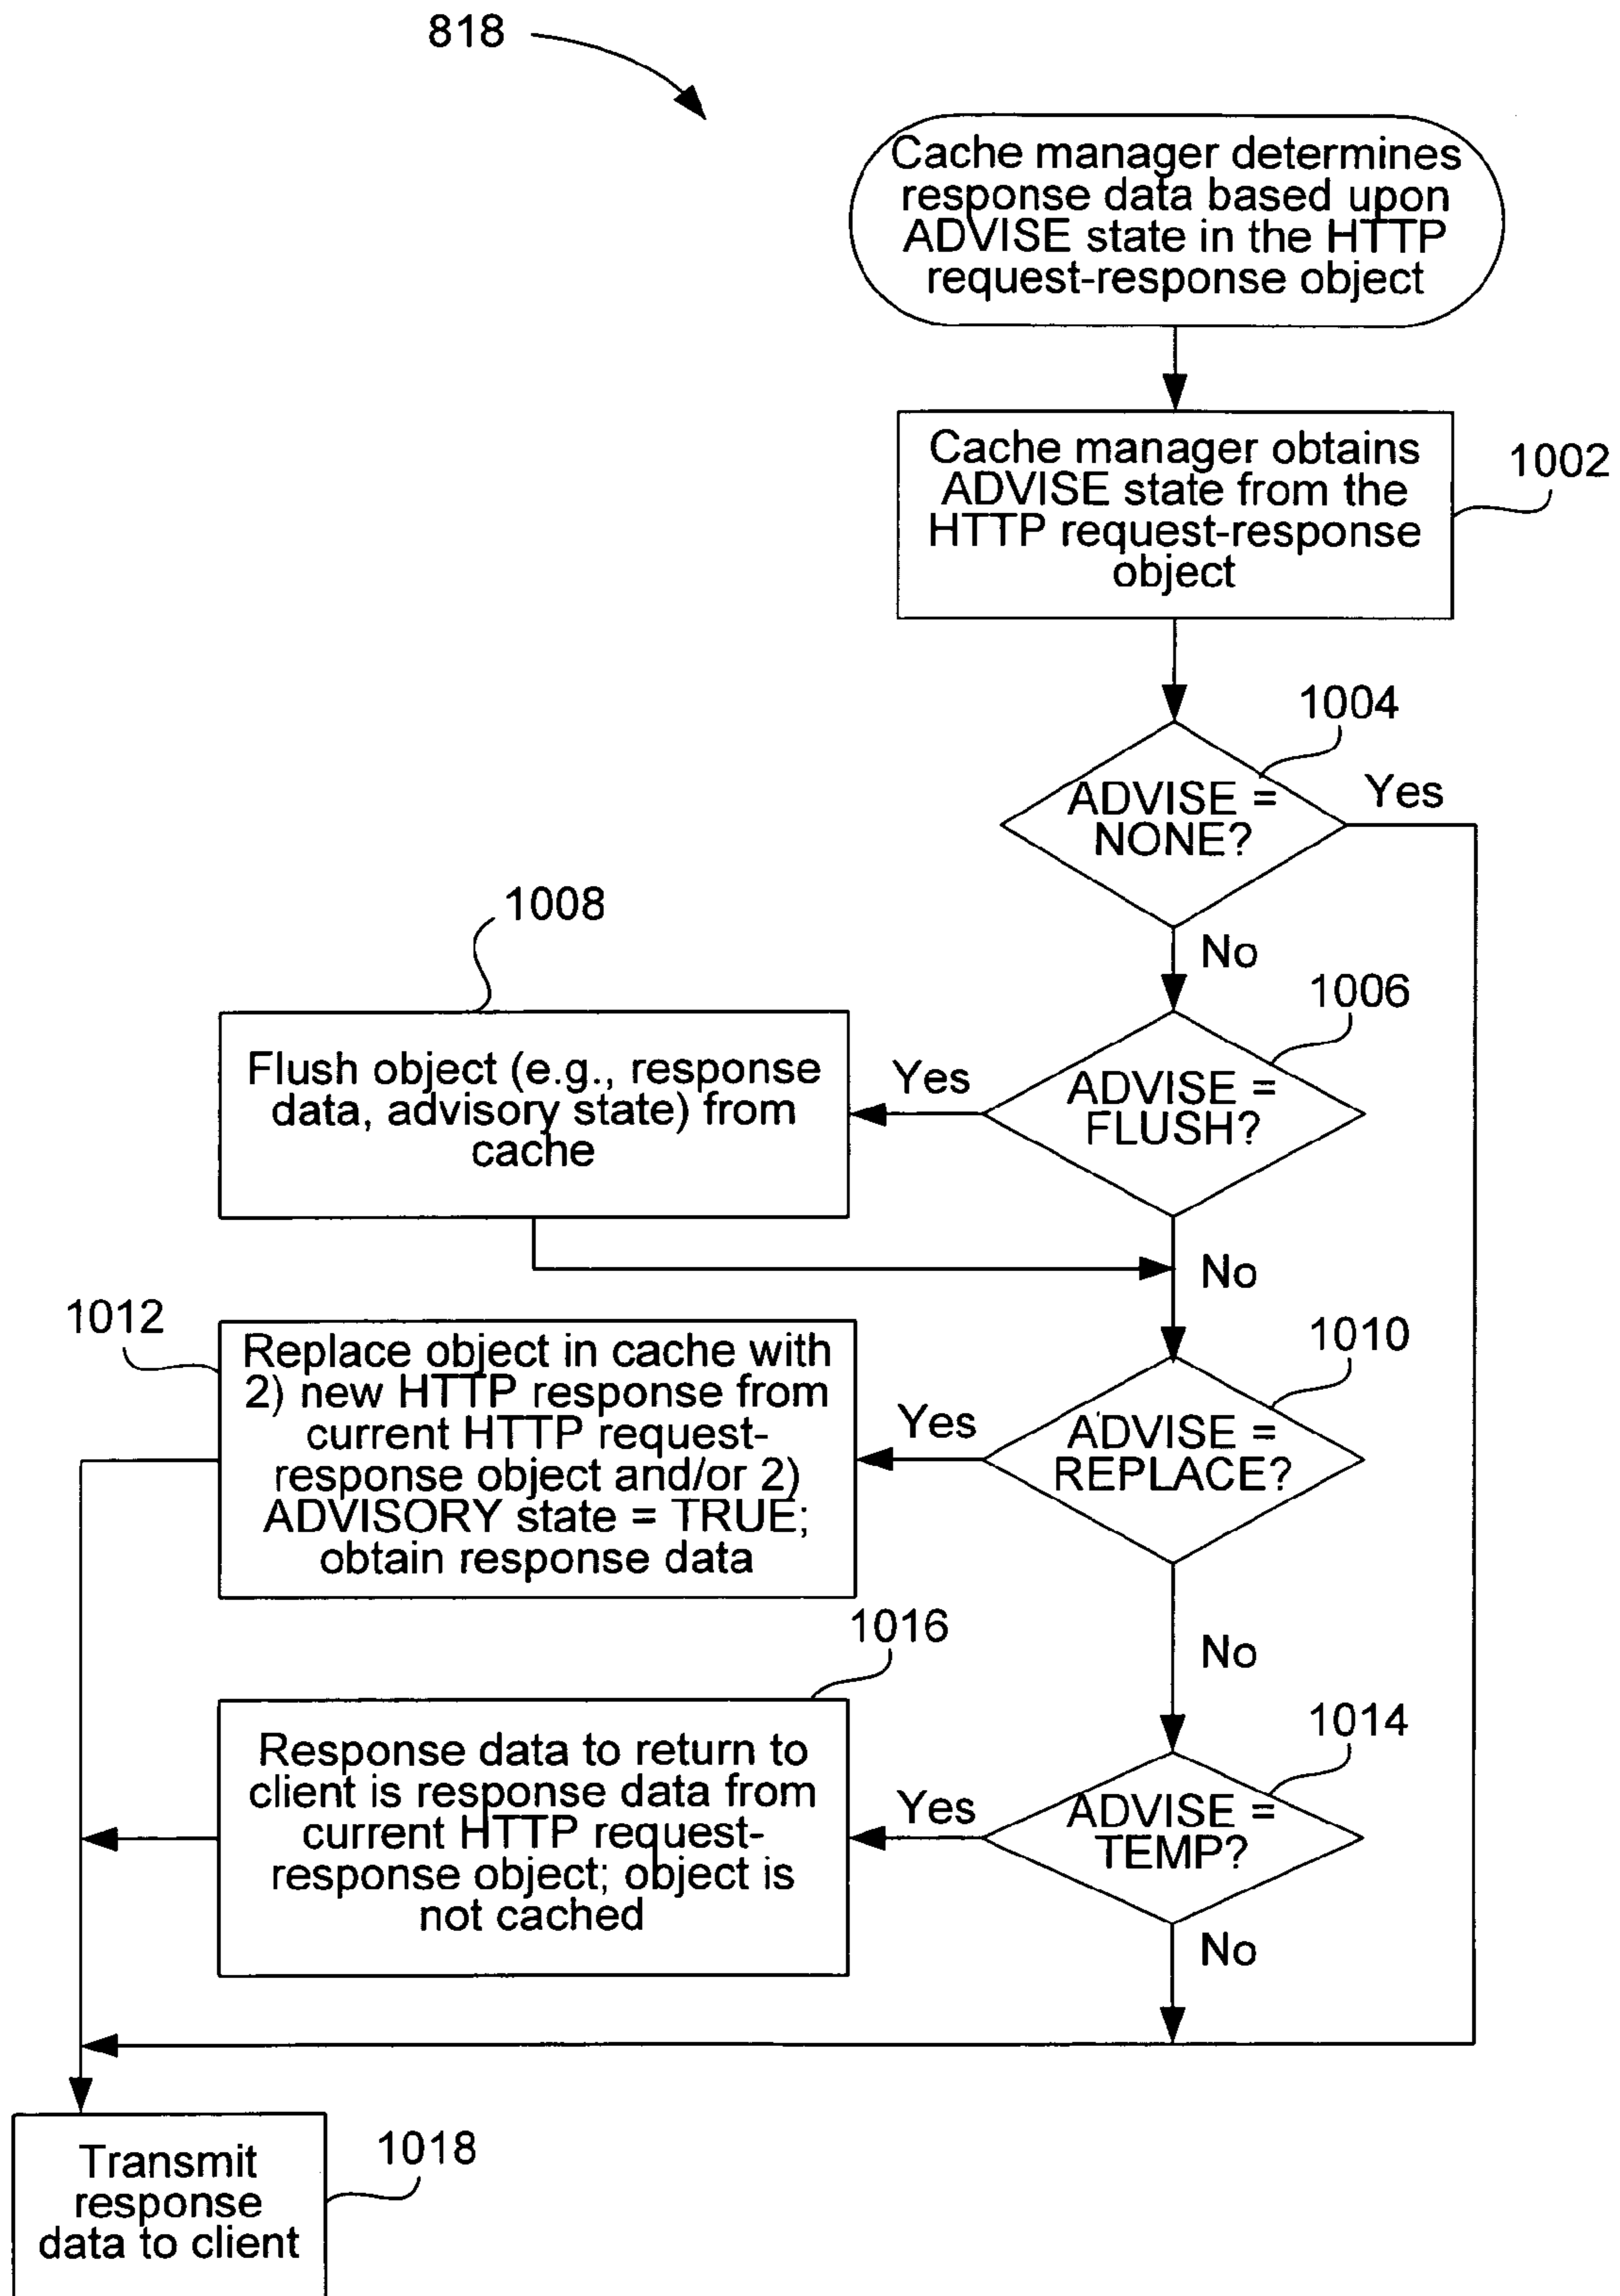 818
Cache manager determines
response data based upon
ADVISE state in the HTTP
request-response object
Cache manager obtains
ADVISE state from the
HTTP request-response
object
1002
1004
ADVISE =
NONE?
Yes
No
1008
1006
Flush object (e.g., response
data, advisory state) from
cache
Yes
ADVISE =
FLUSH?
No
1012
1010
Replace object in cache with
2) new HTTP response from
current HTTP request-
response object and/or 2)
ADVISORY state = TRUE;
obtain response data
Yes
ADVISE =
REPLACE?
No
1016
1014
Response data to return to
client is response data from
current HTTP request-
response object; object is
not cached
Yes
ADVISE =
TEMP?
No
Transmit
response
data to client
1018